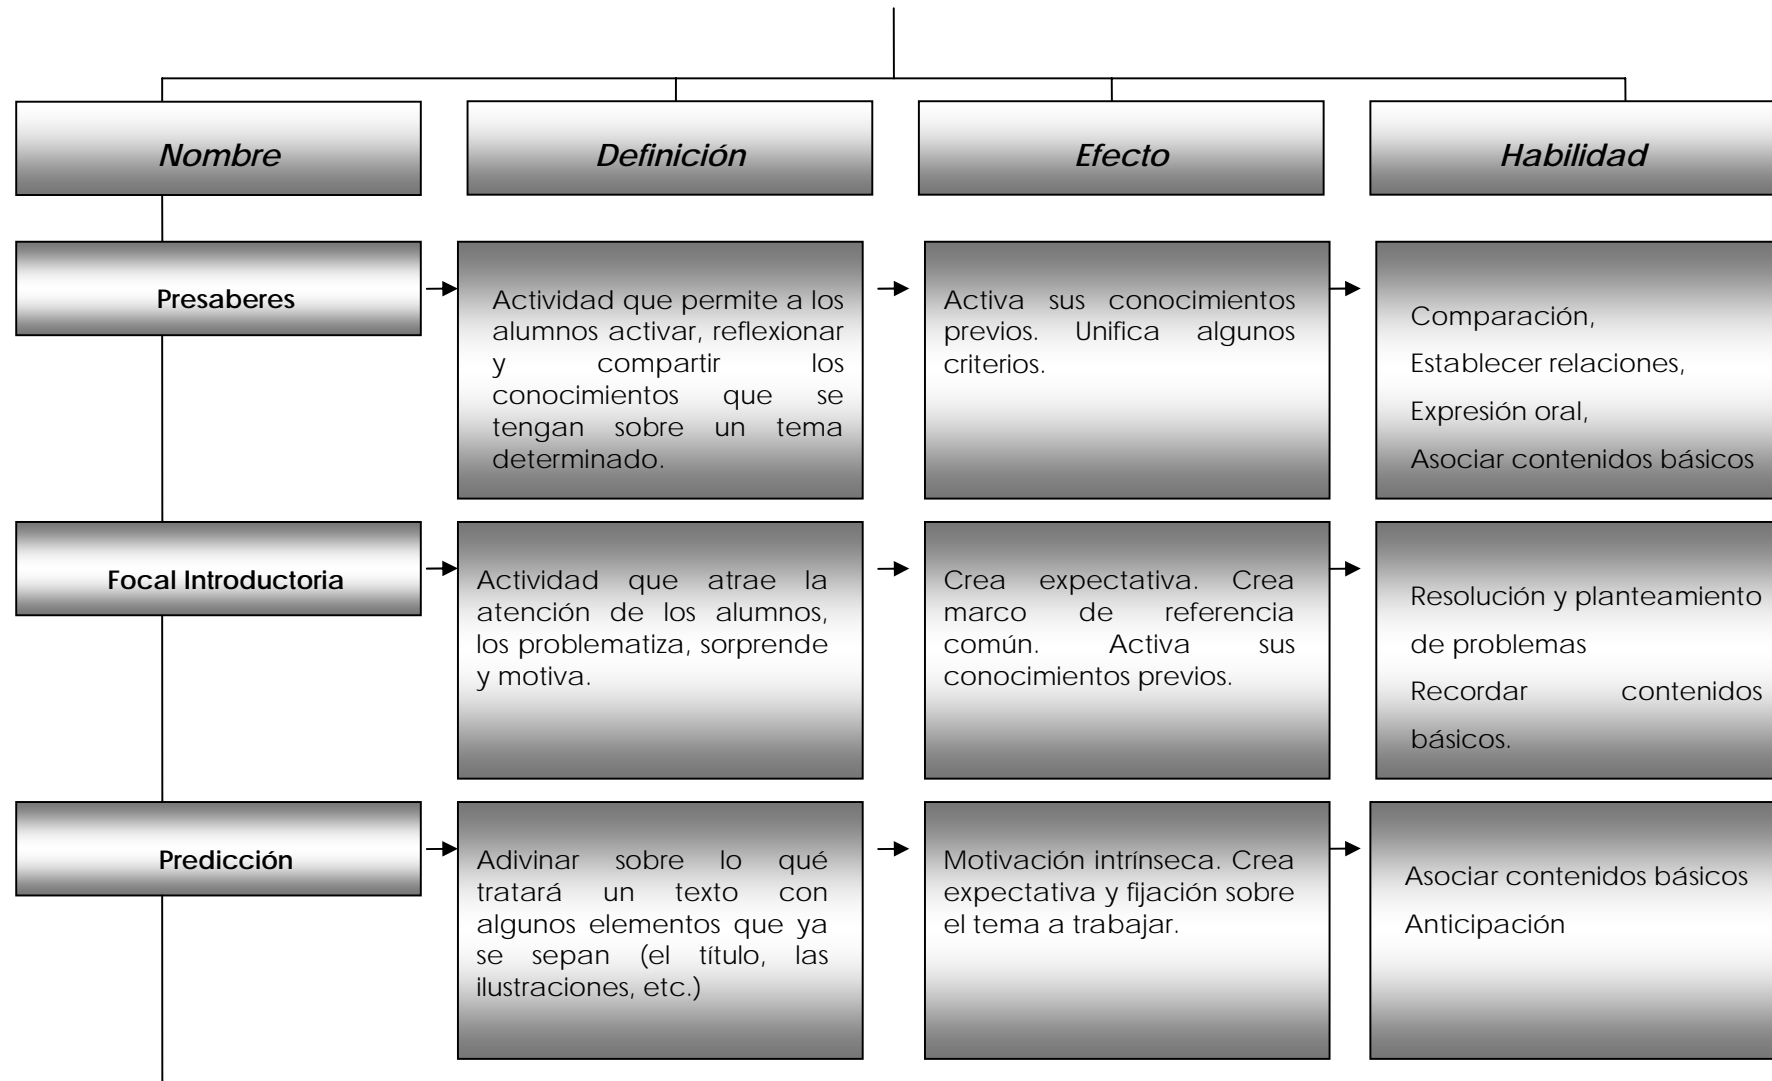 Nombre
Definición
Efecto
Habilidad
Presaberes
Actividad que permite a los
alumnos activar, reflexionar
y compartir los
conocimientos que se
tengan sobre un tema
determinado.
Activa sus conocimientos
previos. Unifica algunos
criterios.
Comparación,
Establecer relaciones,
Expresión oral,
Asociar contenidos básicos
Focal Introductoria
Actividad que atrae la
atención de los alumnos,
los problematiza, sorprende
y motiva.
Crea expectativa. Crea
marco de referencia
común. Activa sus
conocimientos previos.
Resolución y planteamiento
de problemas
Recordar contenidos
básicos.
Predicción
Adivinar sobre lo qué
tratará un texto con
algunos elementos que ya
se sepan (el título, las
ilustraciones, etc.)
Motivación intrínseca. Crea
expectativa y fijación sobre
el tema a trabajar.
Asociar contenidos básicos
Anticipación